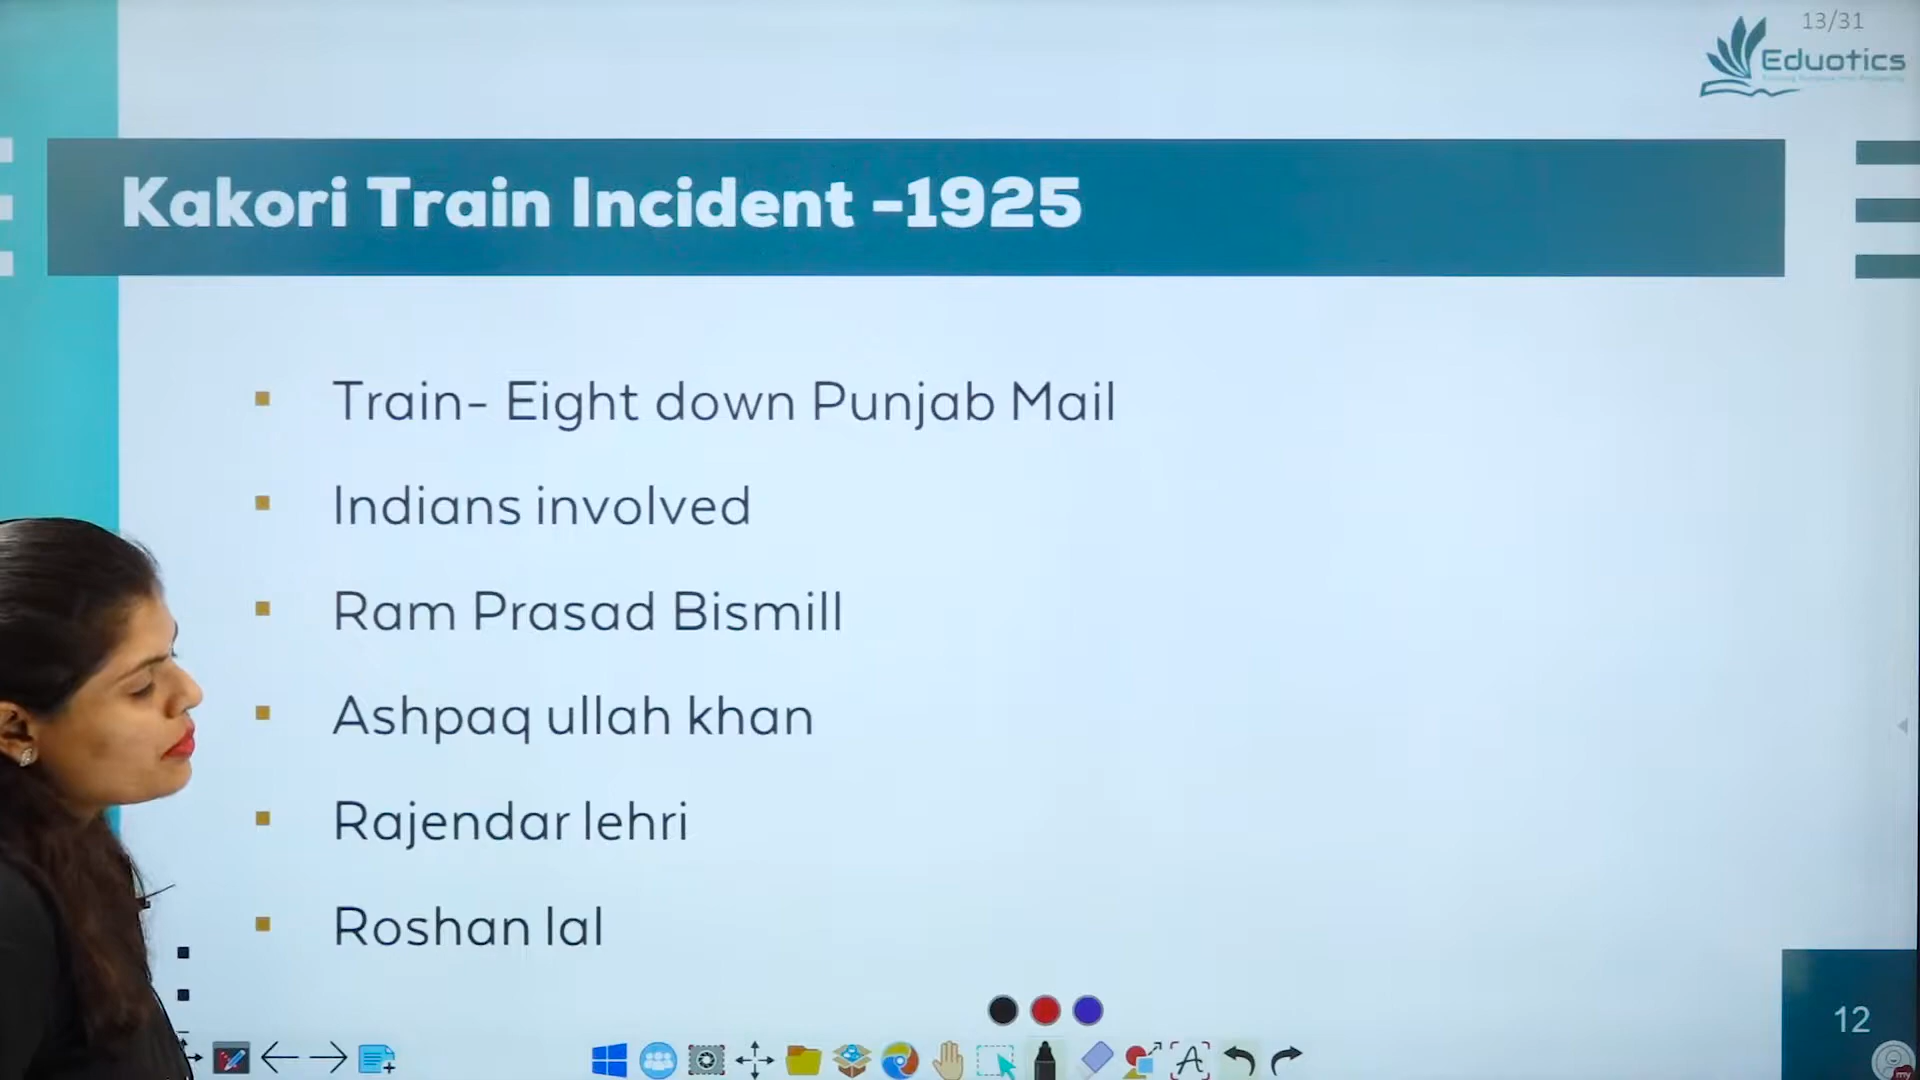 13/31
Eduotics
Kakori Train Incident -1925
Train- Eight down Punjab Mail
Indians involved
Ram Prasad Bismill
Ashpaq ullah khan
Rajendar lehri
Roshan lal
12